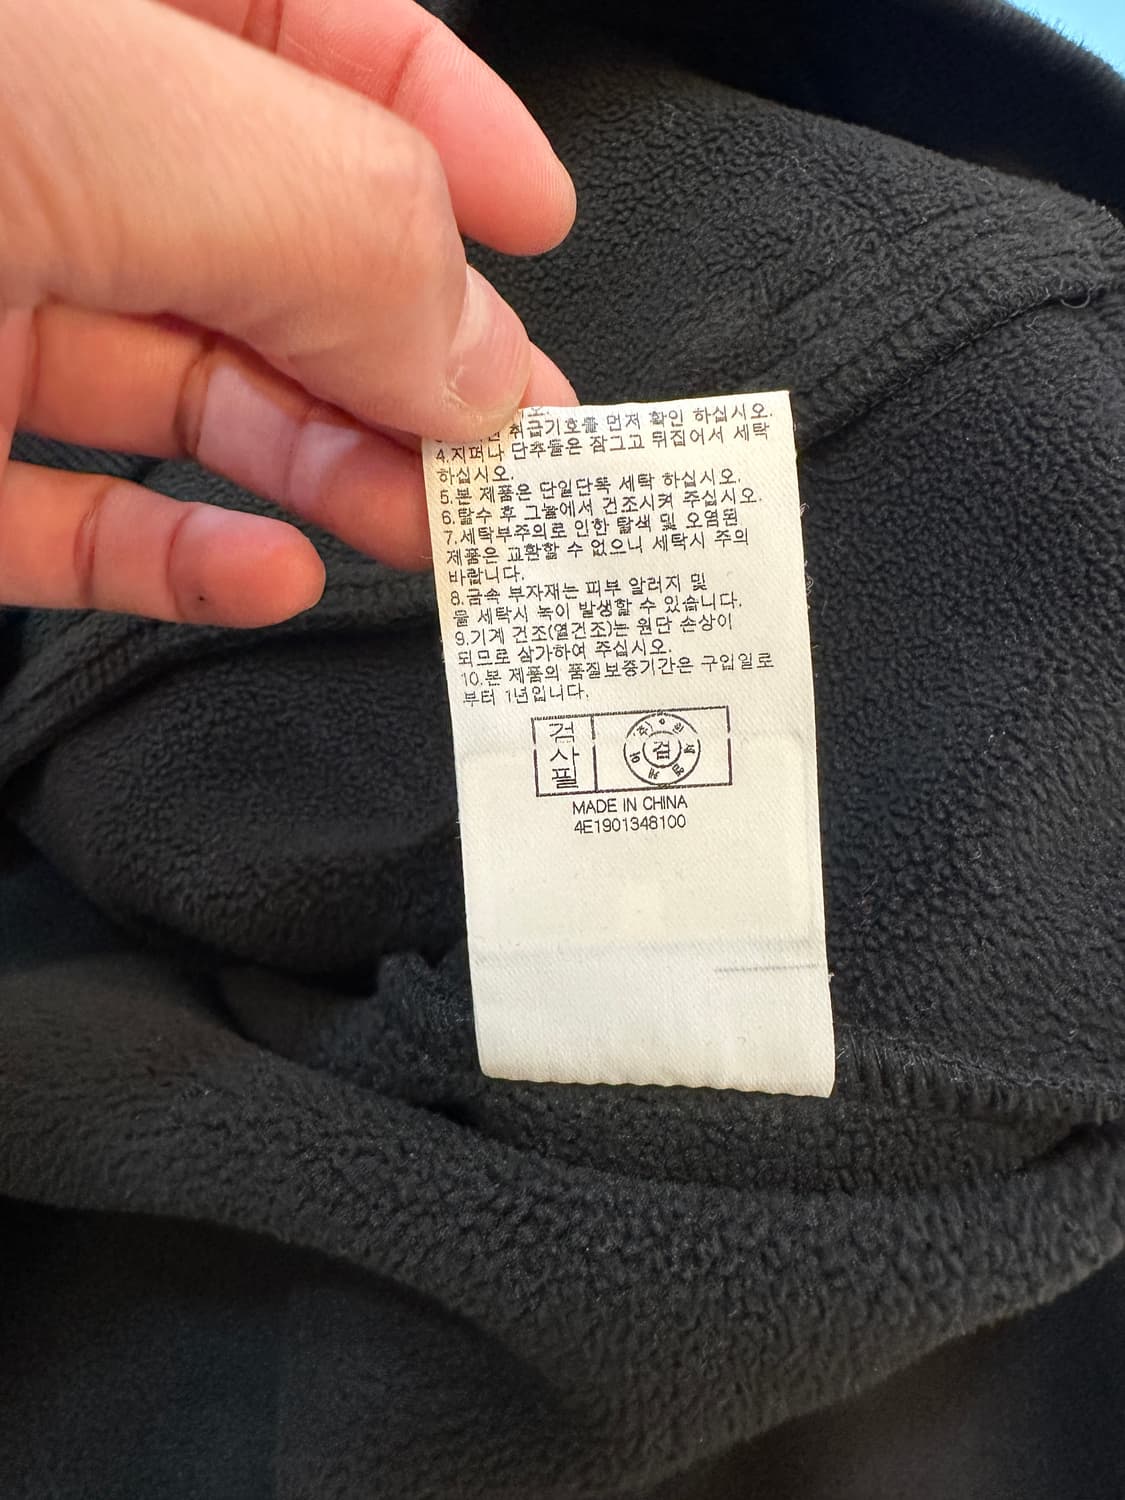 오.
취급기호를 먼저 확인 하십시오.
4.지퍼나 단추들은 잠그고 뒤집어서 세탁
하십시오.
5.본 제품은 단일단뚝 세탁 하십시오.
6.탈수 후 그늘에서 건조시켜 주십시오.
7.세탁부주의로 인한 탈색 및 오염된
제품은 교환할 수 없으니 세탁시 주의
바랍니다.
8.금속 부자재는 피부 알러지 및
물 세탁시 녹이 발생할 수 있습니다.
9.기계 건조(열건조)는 원단 손상이
되므로 삼가하여 주십시오.
10.본 제품의 품질보증기간은 구입일로
부터 1년입니다.
검사필
검
MADE IN CHINA
4E1901348100